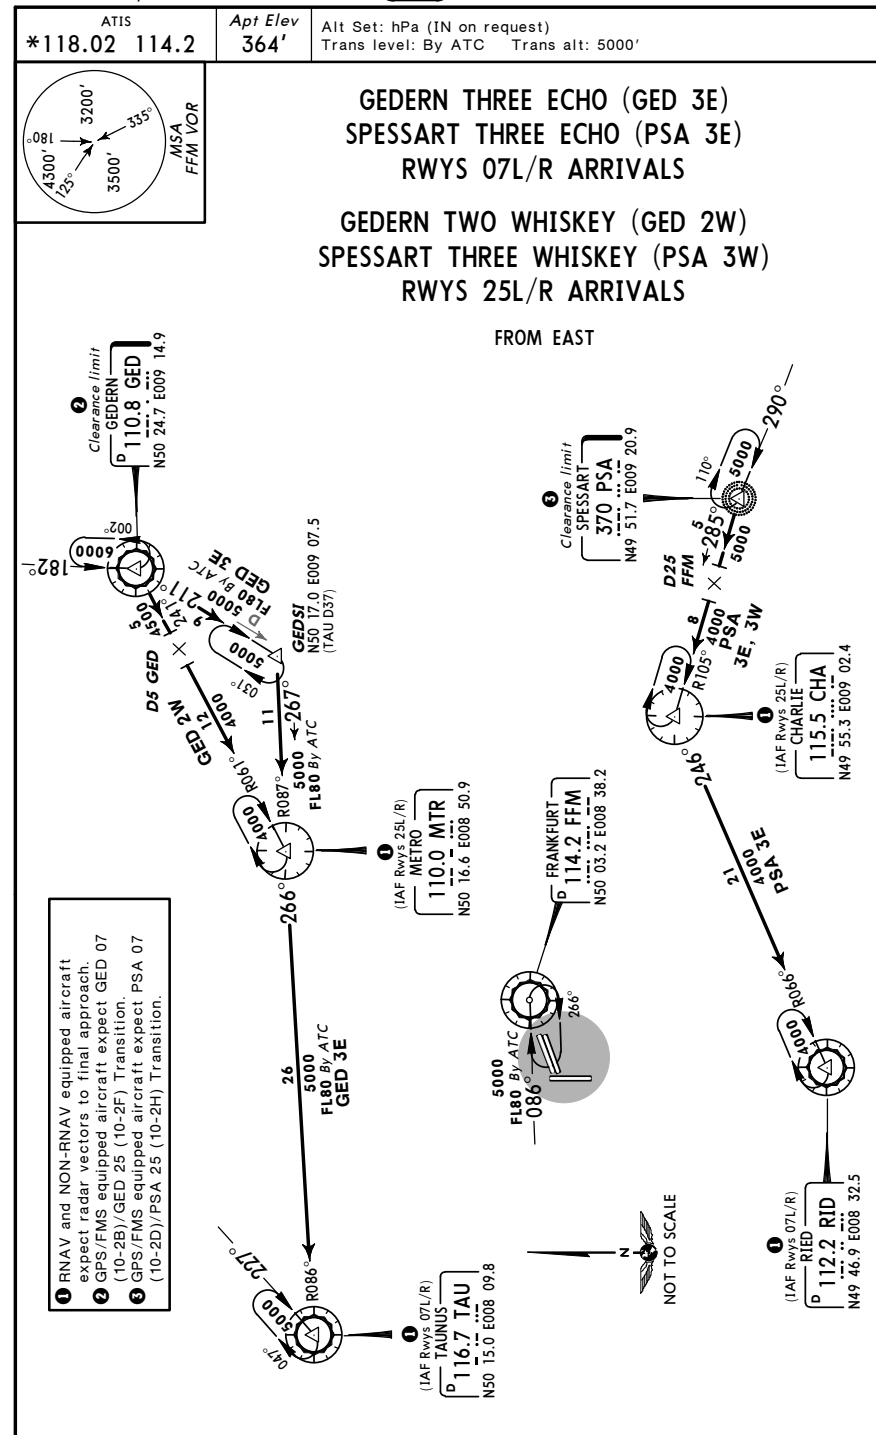 ATIS
*118.02 114.2
Apt Elev
364'
Alt Set: hPa (IN on request)
Trans level: By ATC Trans alt: 5000'
MSA
FFM VOR
3200'
335°
180°
4300'
125°
3500'
GEDERN THREE ECHO (GED 3E)
SPESSART THREE ECHO (PSA 3E)
RWYS 07L/R ARRIVALS
GEDERN TWO WHISKEY (GED 2W)
SPESSART THREE WHISKEY (PSA 3W)
RWYS 25L/R ARRIVALS
FROM EAST
2
Clearance limit
GEDERN
D 110.8 GED
N50 24.7 E009 14.9
002°
6000
182°
5
4500
247°
D5 GED
GED 2W
12
4000
R061°
9
211°
5000
FL80 By ATC
GED 3E
D
5000
031°
GEDSI
N50 17.0 E009 07.5
(TAU D37)
11
267°
5000
FL80 By ATC
R087°
4000
1
(IAF Rwys 25L/R)
METRO
110.0 MTR
N50 16.6 E008 50.9
266°
26
5000
FL80 By ATC
GED 3E
R086°
227°
5000
047°
1
(IAF Rwys 07L/R)
TAUNUS
D 116.7 TAU
N50 15.0 E008 09.8
3
Clearance limit
SPESSART
370 PSA
N49 51.7 E009 20.9
290°
110°
5000
5
285°
5000
D25
FFM
8
4000
PSA
3E, 3W
R105°
4000
1
(IAF Rwys 25L/R)
CHARLIE
115.5 CHA
N49 55.3 E009 02.4
246°
21
4000
PSA 3E
R066°
4000
1
(IAF Rwys 07L/R)
RIED
D 112.2 RID
N49 46.9 E008 32.5
FRANKFURT
D 114.2 FFM
N50 03.2 E008 38.2
266°
5000
FL80 By ATC
086°
N
NOT TO SCALE
1 RNAV and NON-RNAV equipped aircraft
expect radar vectors to final approach.
2 GPS/FMS equipped aircraft expect GED 07
(10-2B)/GED 25 (10-2F) Transition.
3 GPS/FMS equipped aircraft expect PSA 07
(10-2D)/PSA 25 (10-2H) Transition.